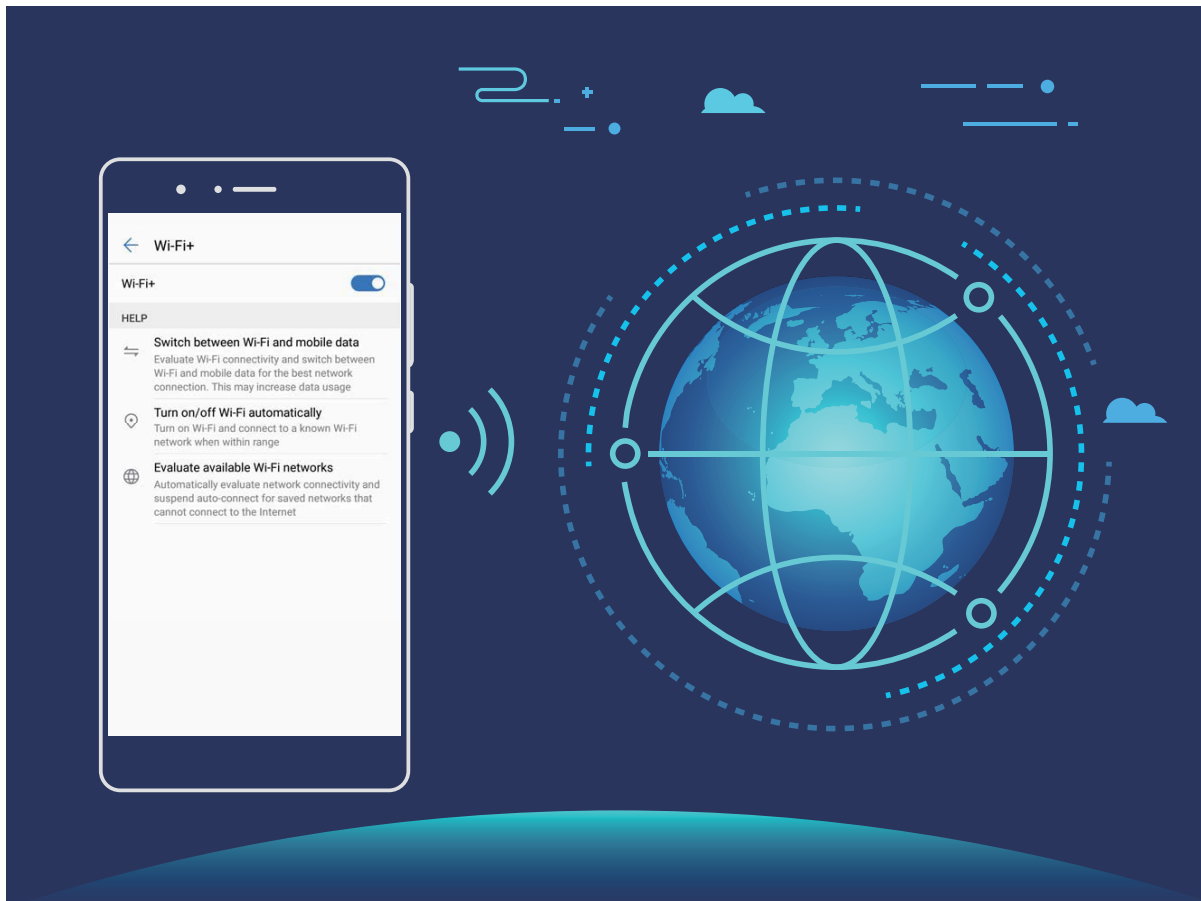 Wi-Fi+
Wi-Fi+
HELP
Switch between Wi-Fi and mobile data
Evaluate Wi-Fi connectivity and switch between
Wi-Fi and mobile data for the best network
connection. This may increase data usage
Turn on/off Wi-Fi automatically
Turn on Wi-Fi and connect to a known Wi-Fi
network when within range
Evaluate available Wi-Fi networks
Automatically evaluate network connectivity and
suspend auto-connect for saved networks that
cannot connect to the Internet